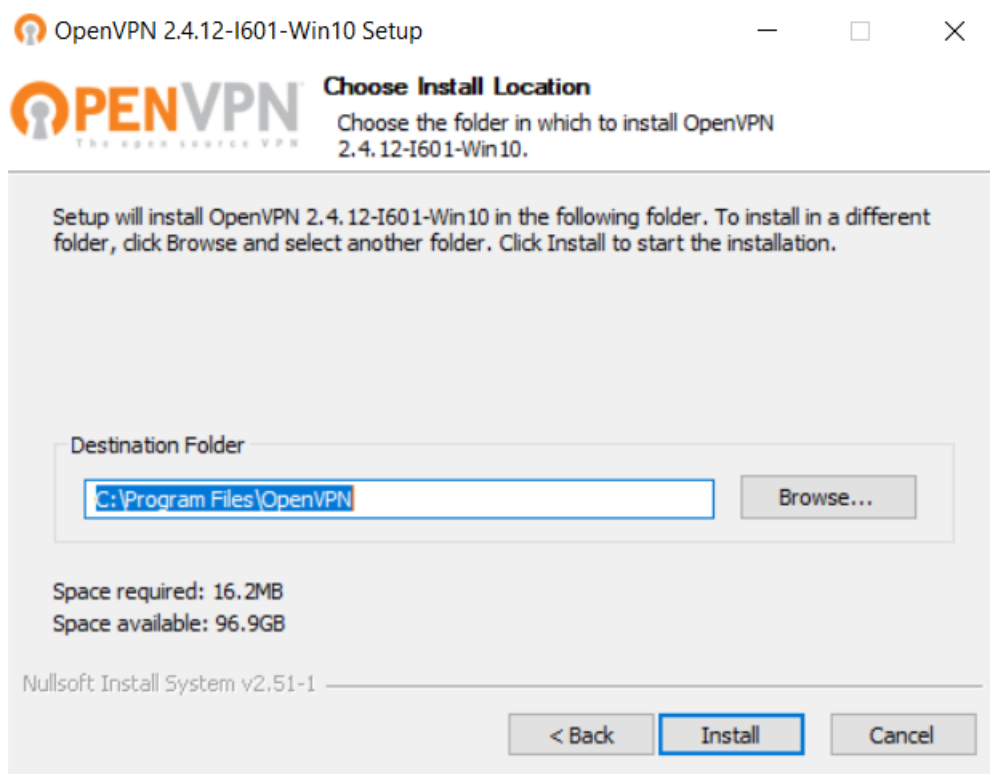 OpenVPN 2.4.12-I601-Win10 Setup
OPENVPN
The open source VPN
Choose Install Location
Choose the folder in which to install OpenVPN
2.4.12-I601-Win10.
Setup will install OpenVPN 2.4.12-I601-Win10 in the following folder. To install in a different
folder, click Browse and select another folder. Click Install to start the installation.
Destination Folder
C:\Program Files\OpenVPN
Browse...
Space required: 16.2MB
Space available: 96.9GB
Nullsoft Install System v2.51-1
< Back
Install
Cancel